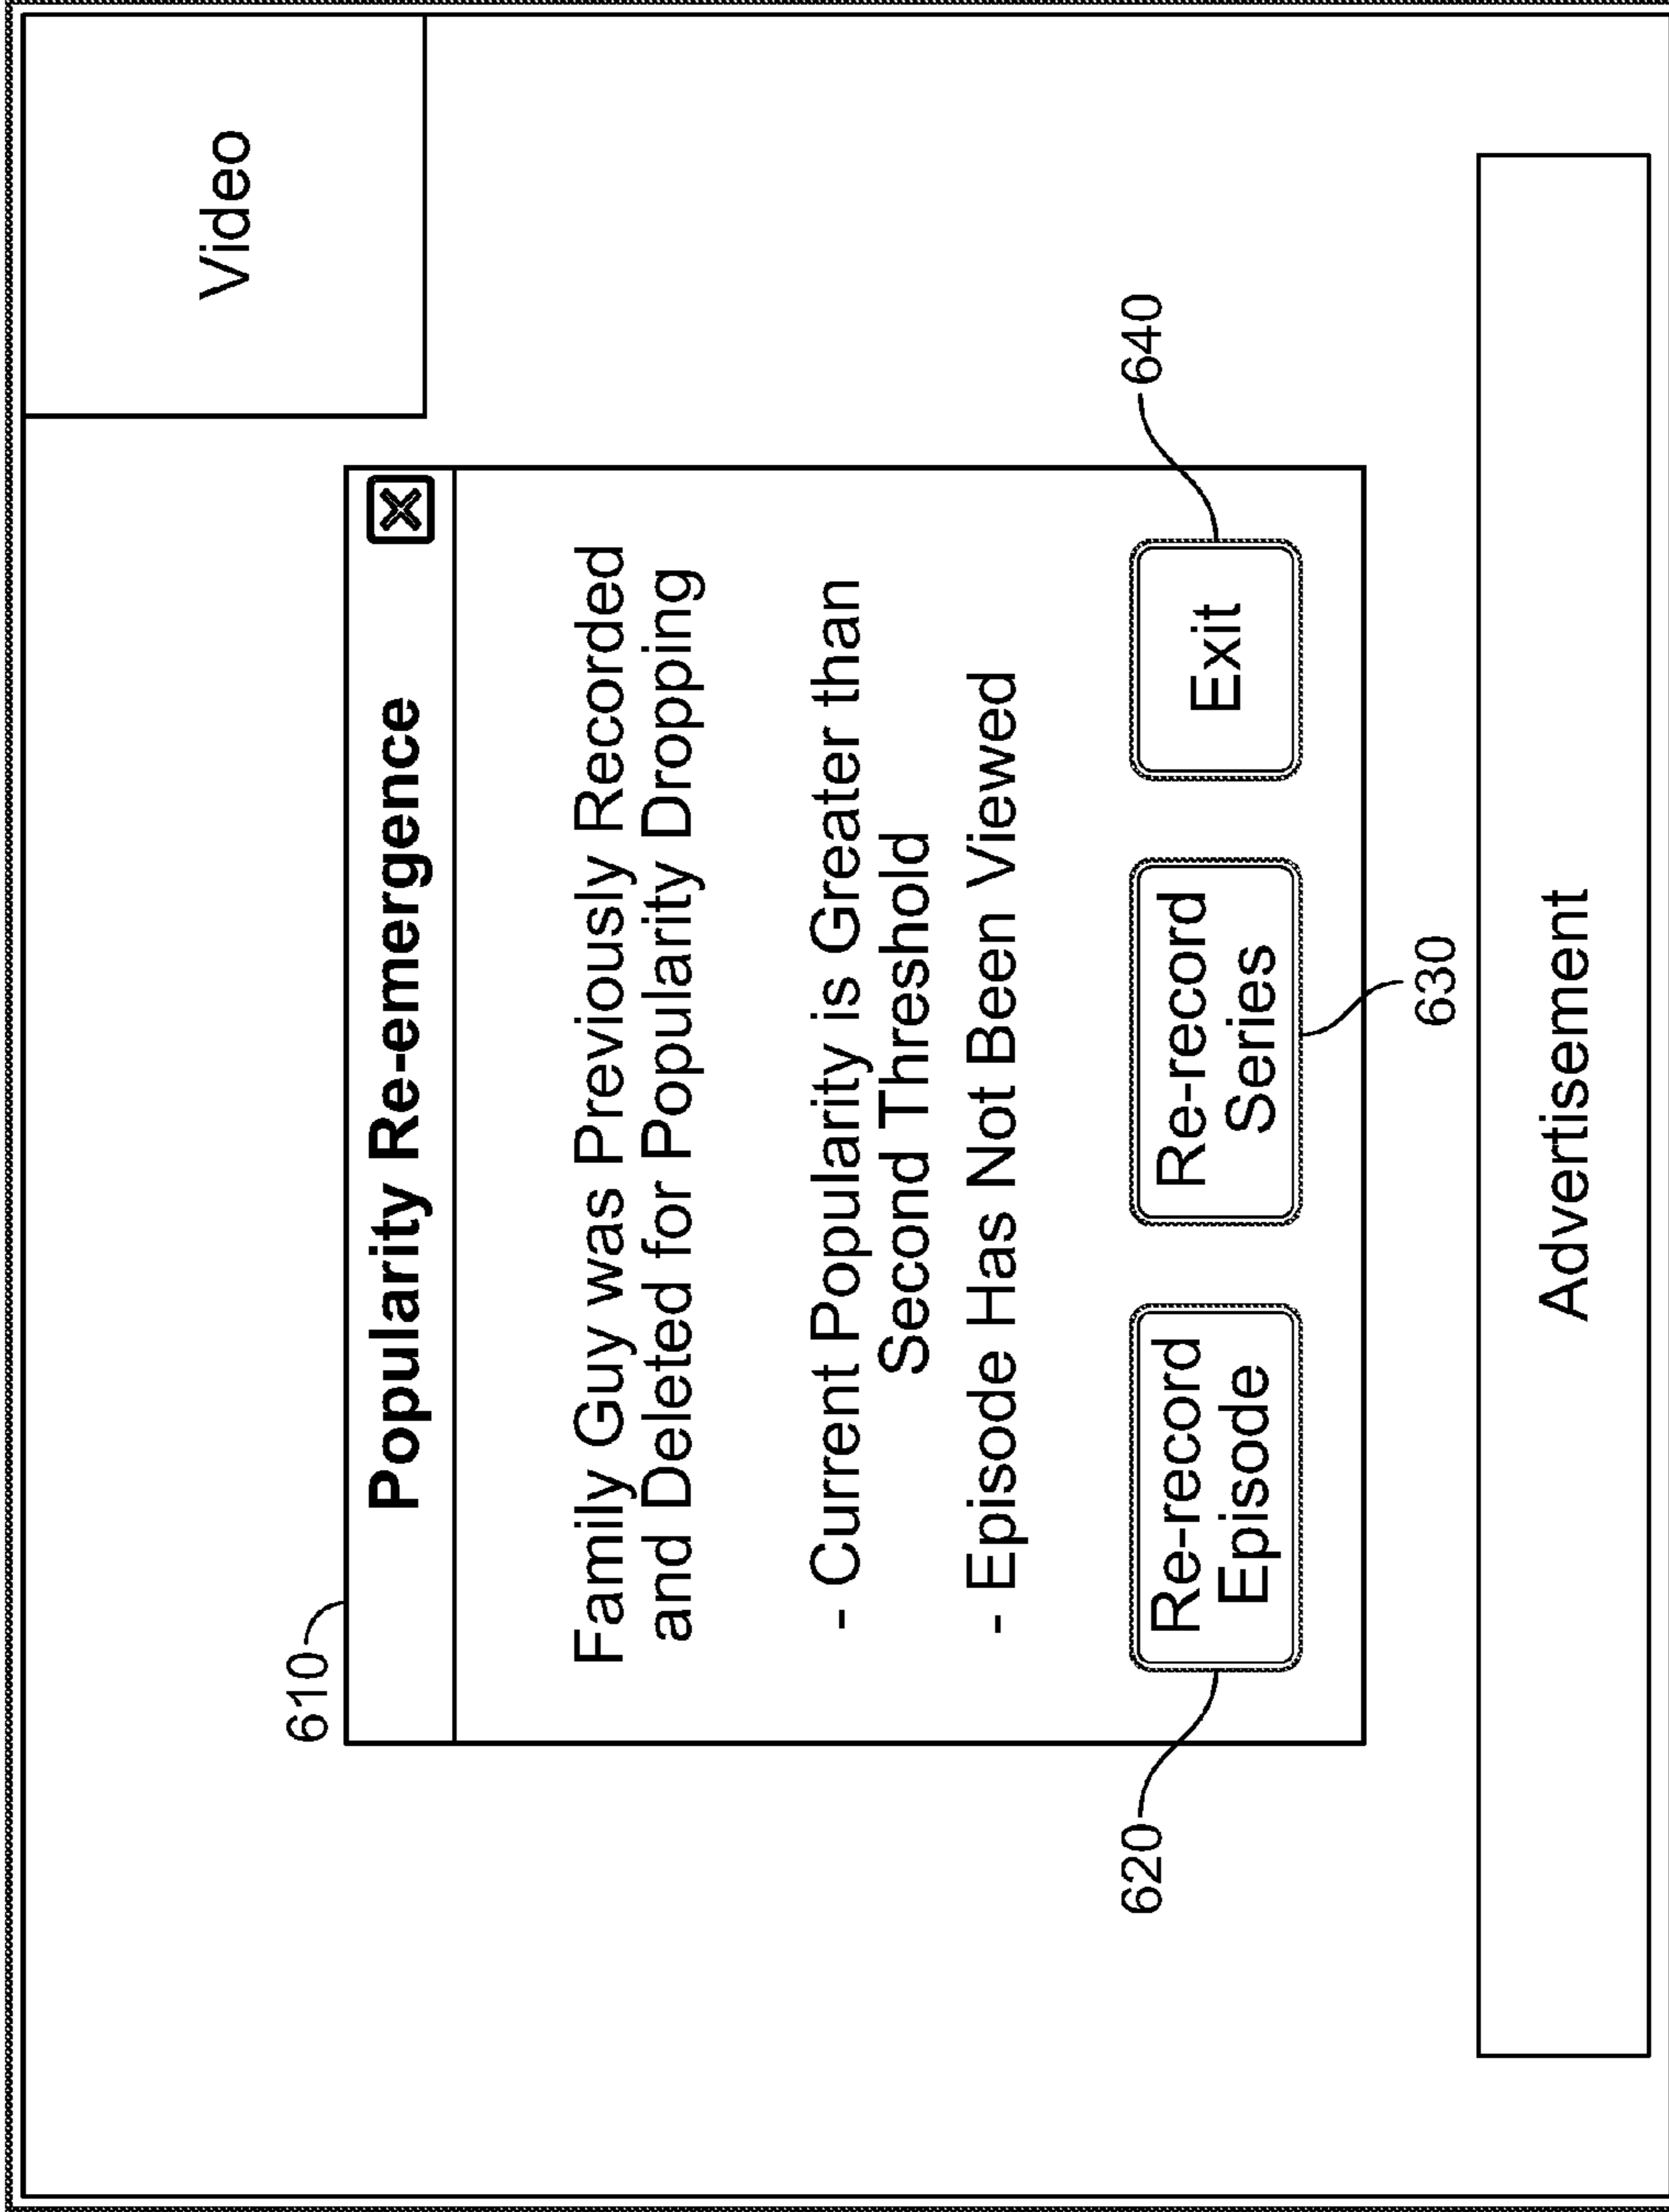 Video
610
Popularity Re-emergence
Family Guy was Previously Recorded
and Deleted for Popularity Dropping
- Current Popularity is Greater than
Second Threshold
- Episode Has Not Been Viewed
620
Re-record
Episode
Re-record
Series
Exit
640
630
Advertisement